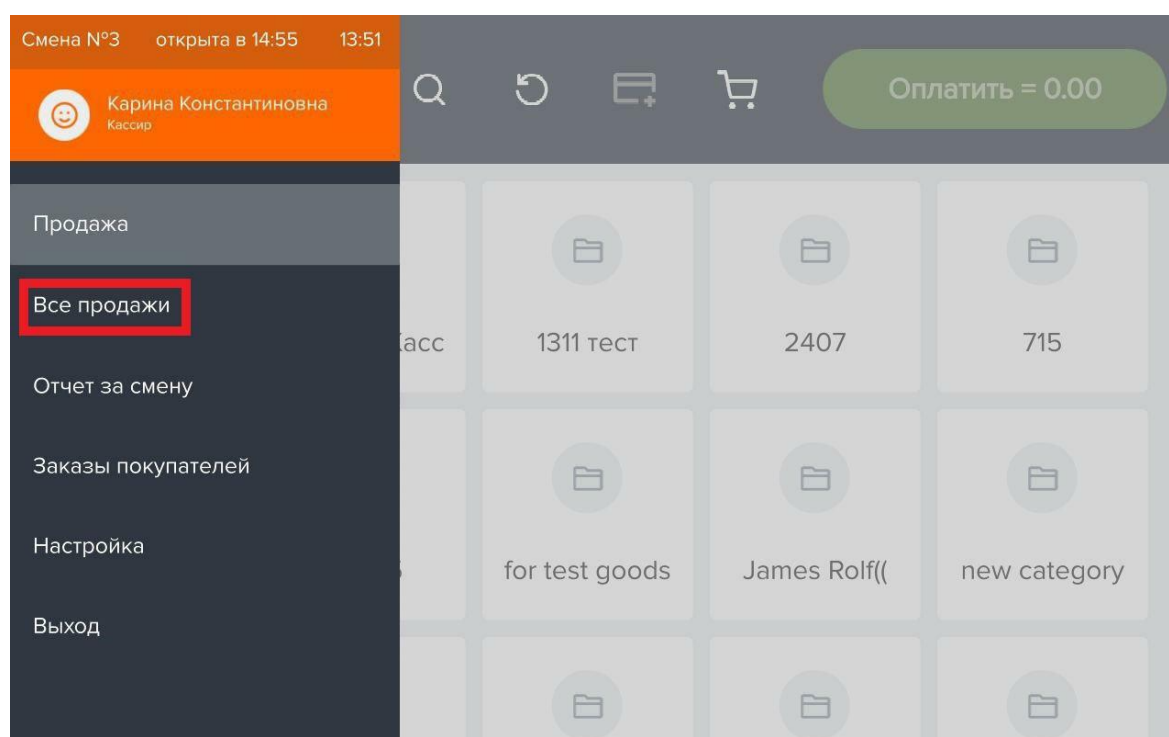 Смена №3 открыта в 14:55 13:51
Карина Константиновна
Кассир
Оплатить = 0.00
Продажа
Все продажи
Отчет за смену
Заказы покупателей
Настройка
Выход
1311 тест
2407
715
for test goods
James Rolf((
new category